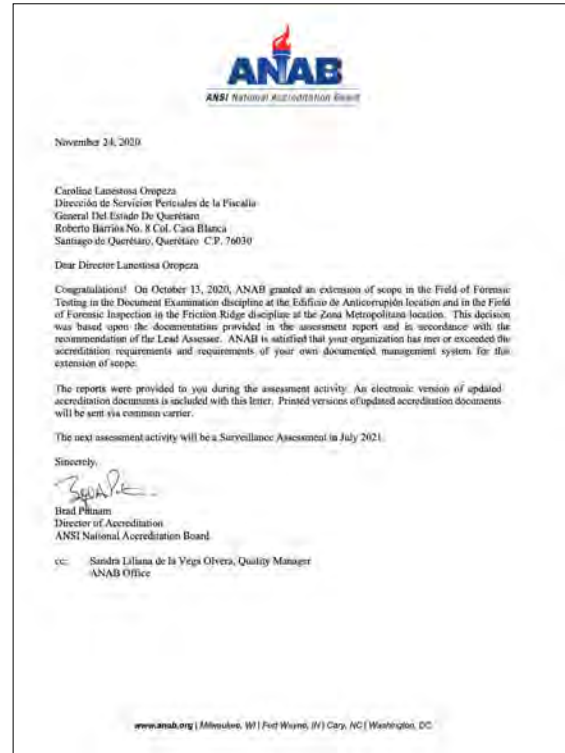 ANAB
ANSI National Accreditation Board
November 24, 2020
Caroline Lanestosa Oropeza
Dirección de Servicios Periciales de la Fiscalía
General Del Estado De Querétaro
Roberto Barrios No. 8 Col. Casa Blanca
Santiago de Querétaro, Querétaro C.P. 76030
Dear Director Lanestosa Oropeza
Congratulations! On October 13, 2020, ANAB granted an extension of scope in the Field of Forensic
Testing in the Document Examination discipline at the Edificio de Anticorrupción location and in the Field
of Forensic Inspection in the Friction Ridge discipline at the Zona Metropolitana location. This decision
was based upon the documentation provided in the assessment report and in accordance with the
recommendation of the Lead Assessor. ANAB is satisfied that your organization has met or exceeded the
accreditation requirements and requirements of your own documented management system for this
extension of scope.
The reports were provided to you during the assessment activity. An electronic version of updated
accreditation documents is included with this letter. Printed versions of updated accreditation documents
will be sent via common carrier.
The next assessment activity will be a Surveillance Assessment in July 2021.
Sincerely,
Brad Putnam
Director of Accreditation
ANSI National Accreditation Board
cc: Sandra Liliana de la Vega Olvera, Quality Manager
ANAB Office
www.anab.org | Milwaukee, WI | Fort Wayne, IN | Cary, NC | Washington, DC